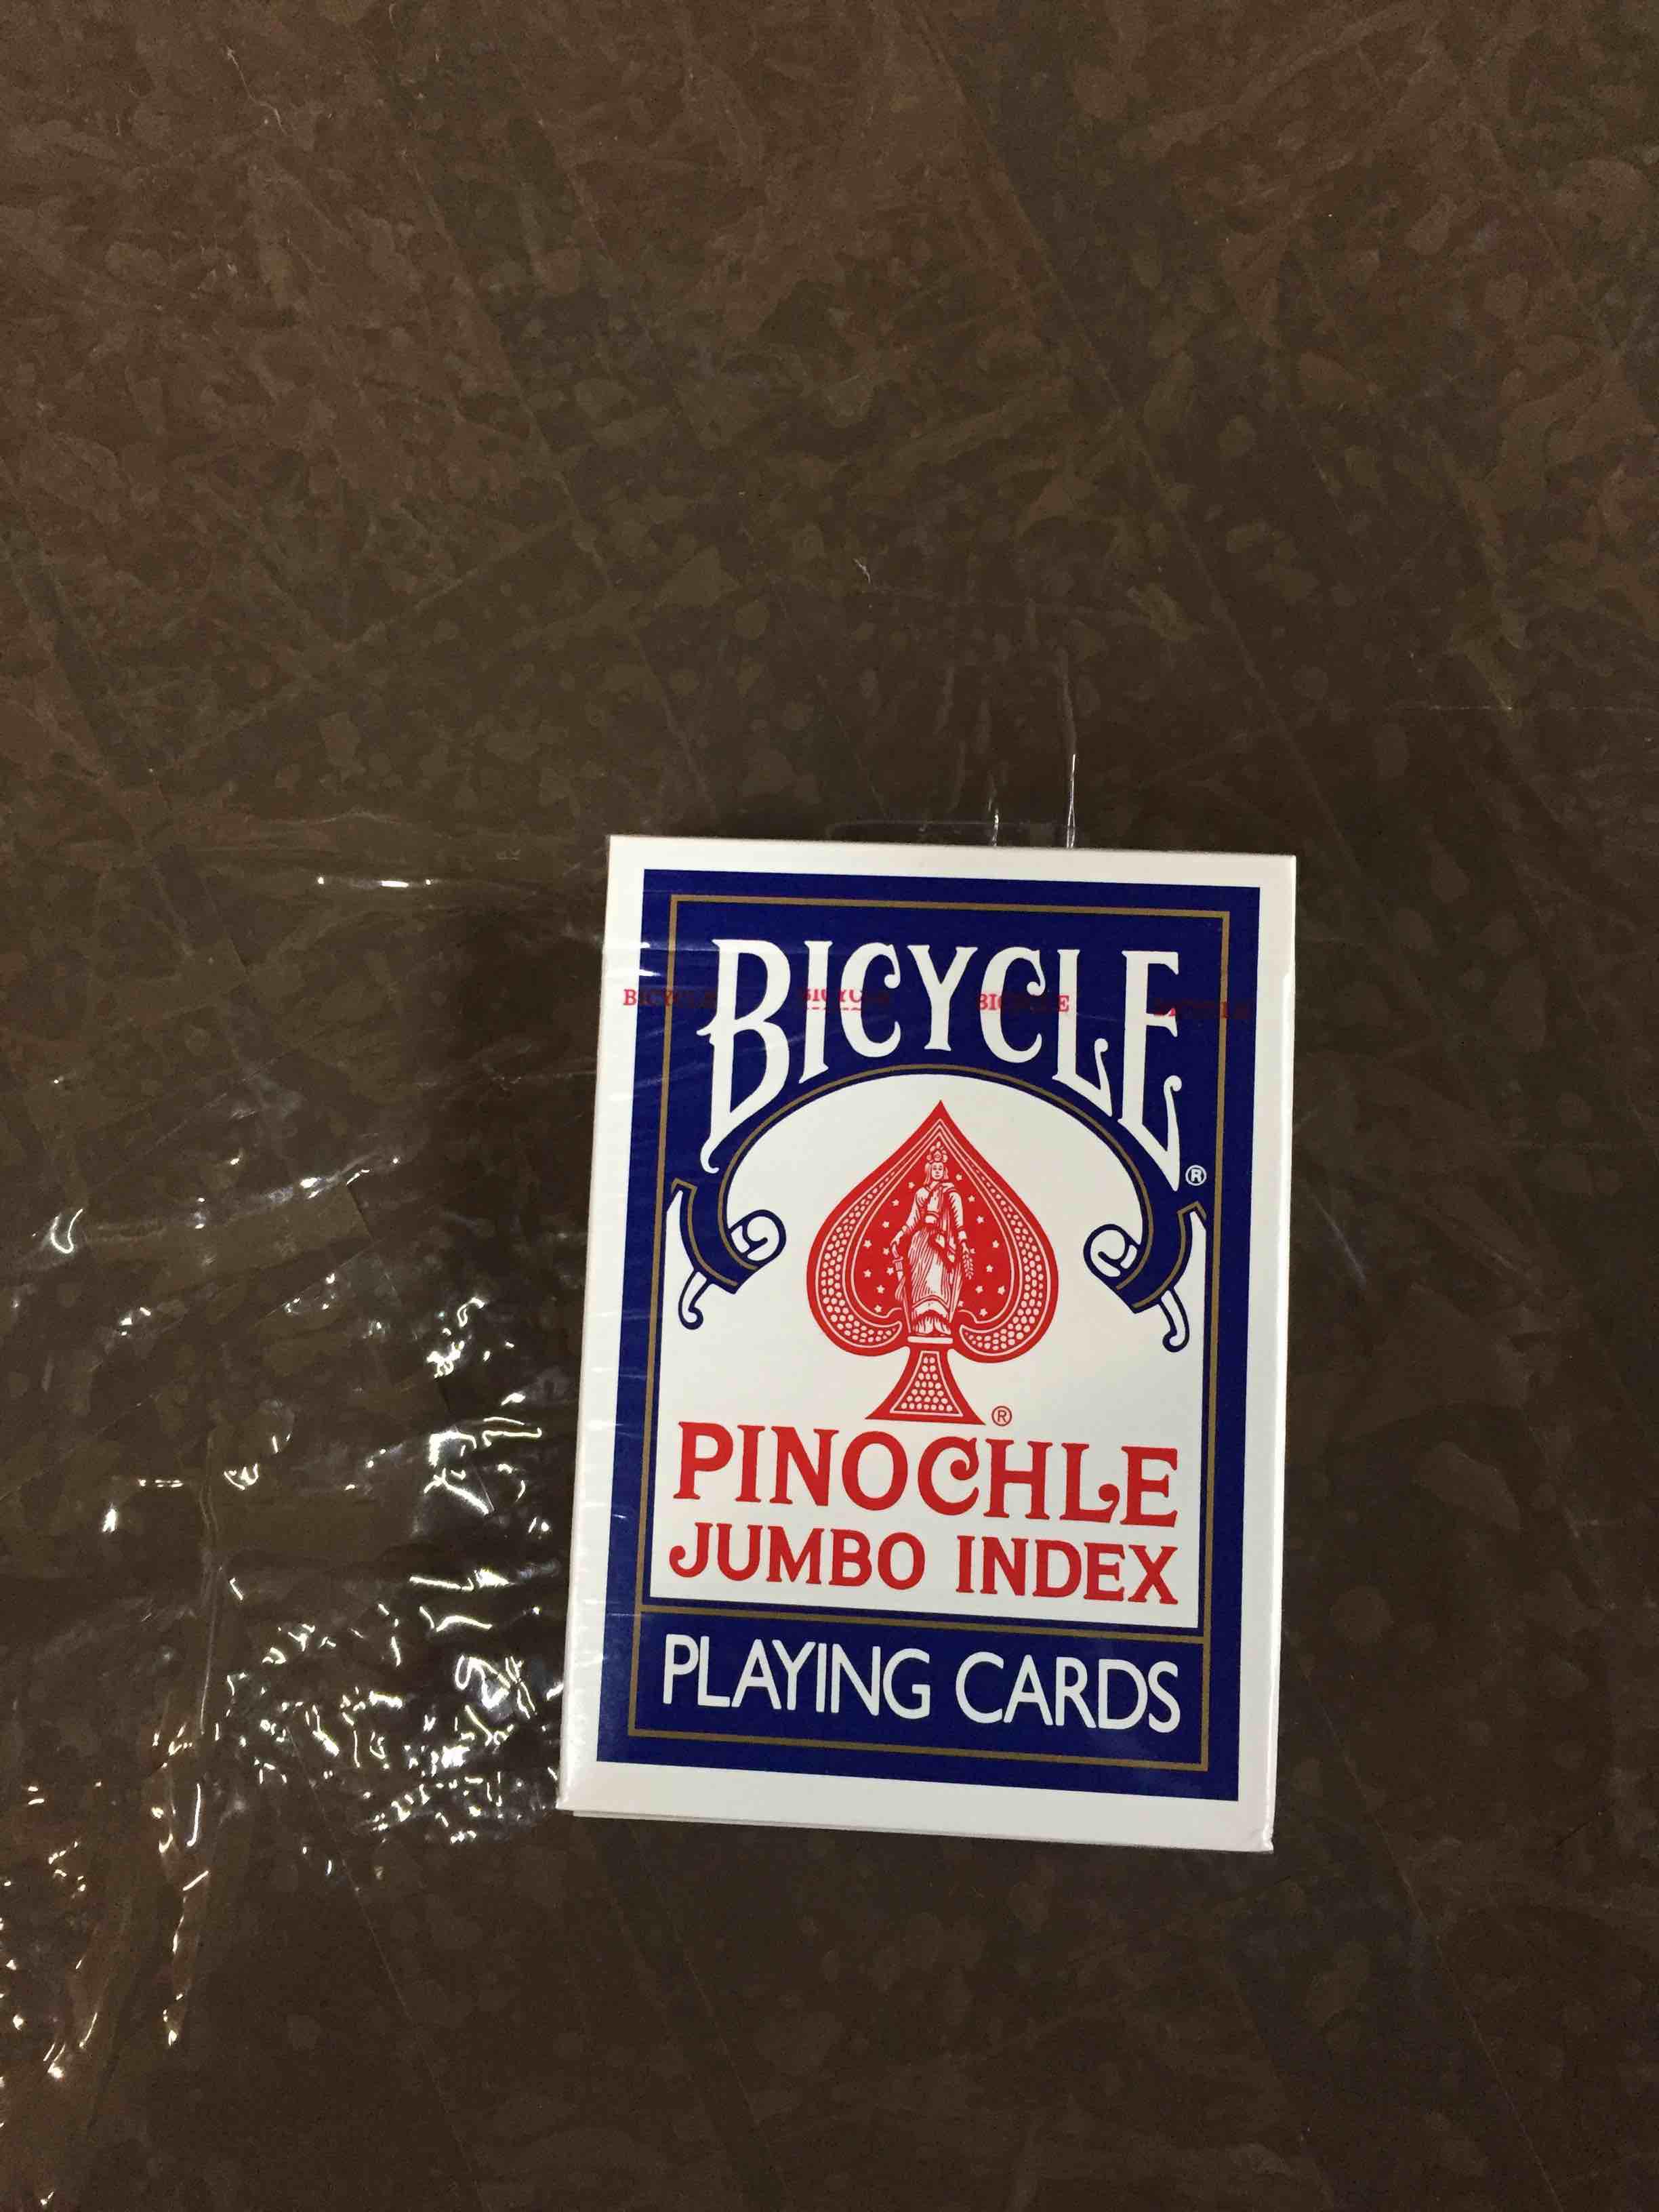 BICYCLE®
®
PINOCHLE
JUMBO INDEX
PLAYING CARDS